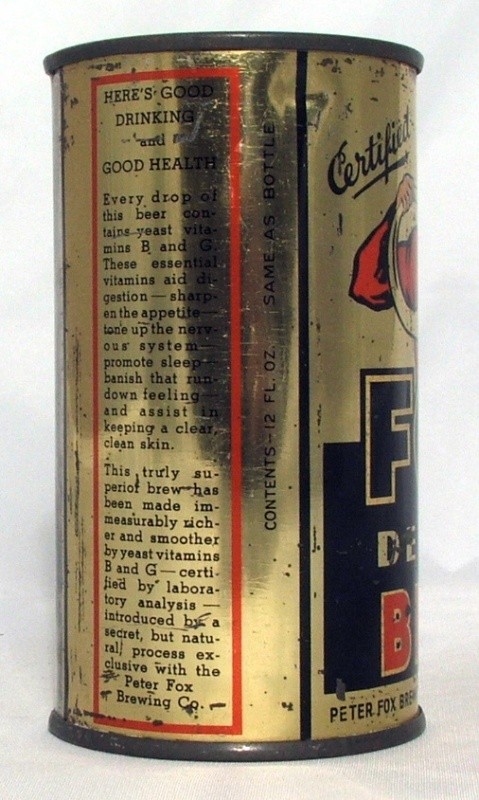 HERE'S GOOD
DRINKING
and
GOOD HEALTH
Every drop of
this beer con-
tains yeast vita-
mins B and G.
These essential
vitamins aid di-
gestion — sharp-
en the appetite —
tone up the nerv-
ous system —
promote sleep —
banish that run-
down feeling —
and assist in
keeping a clear,
clean skin.
This truly su-
perior brew has
been made im-
measurably rich-
er and smoother
by yeast vitamins
B and G — certi-
fied by labora-
tory analysis —
introduced by a
secret, but natu-
ral process ex-
clusive with the
Peter Fox
Brewing Co.
CONTENTS—12 FL. OZ. SAME AS BOTTLE
Certified
F
DE
B
PETER FOX BRE